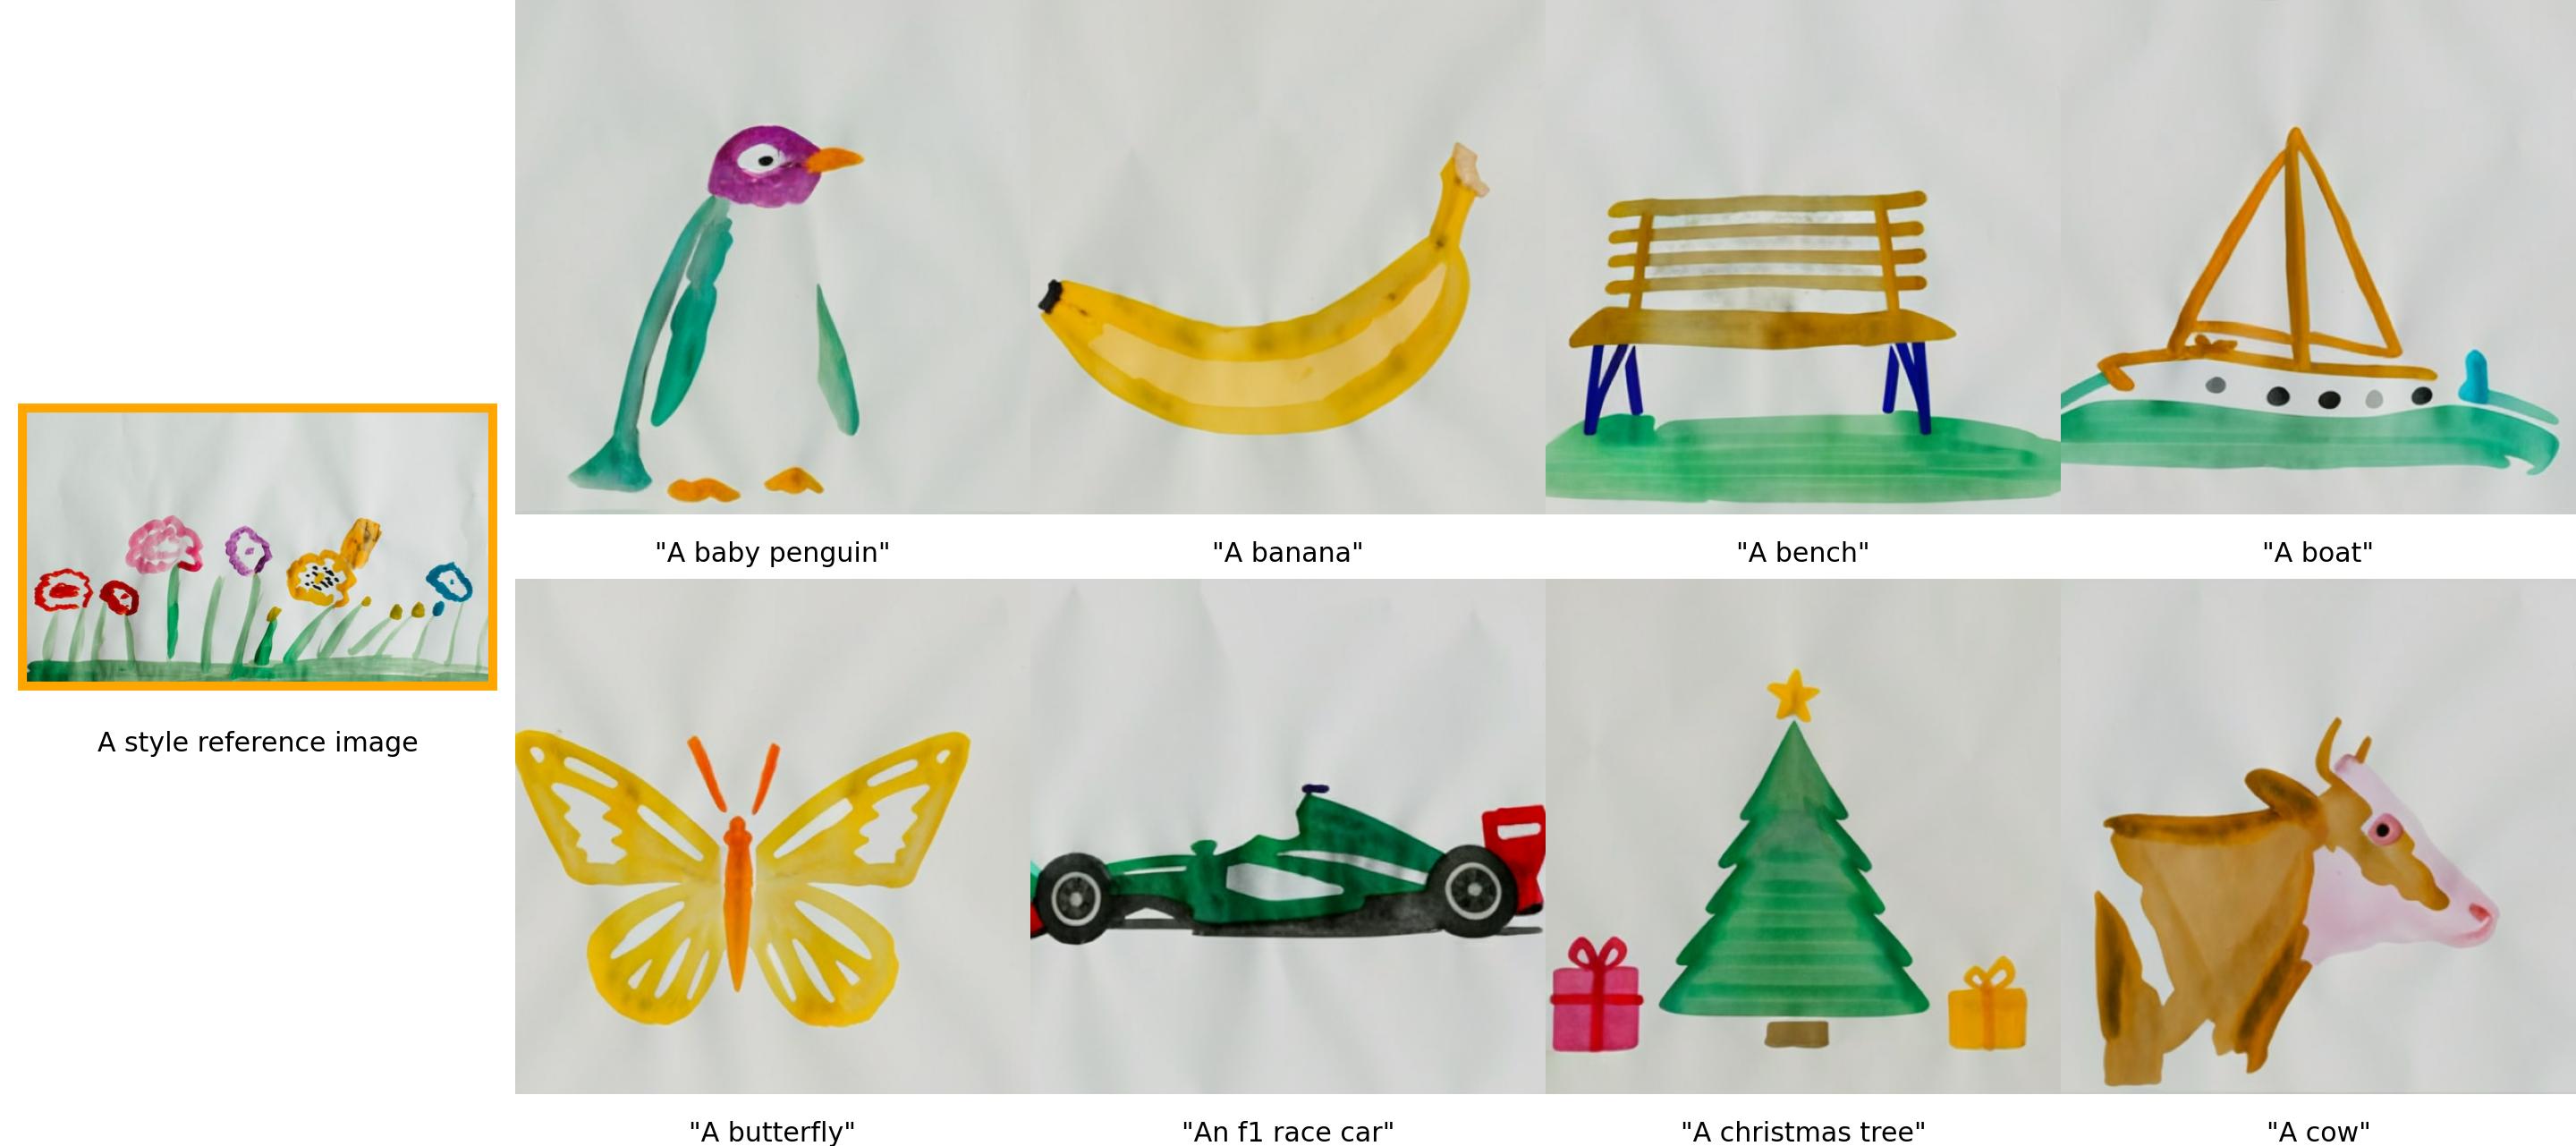 "A baby penguin"
"A banana"
"A bench"
"A boat"
A style reference image
"A butterfly"
"An f1 race car"
"A christmas tree"
"A cow"